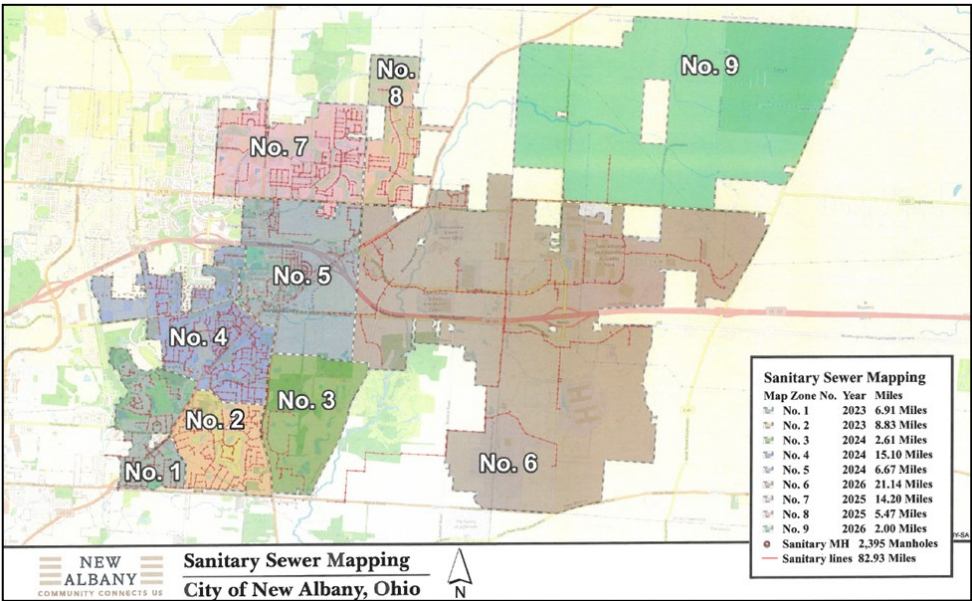 No. 9
No.
8
No. 7
No. 5
No. 4
No. 3
No. 2
No. 6
No. 1
Sanitary Sewer Mapping
Map Zone No. Year Miles
No. 1 2023 6.91 Miles
No. 2 2023 8.83 Miles
No. 3 2024 2.61 Miles
No. 4 2024 15.10 Miles
No. 5 2024 6.67 Miles
No. 6 2026 21.14 Miles
No. 7 2025 14.20 Miles
No. 8 2025 5.47 Miles
No. 9 2026 2.00 Miles
Sanitary MH 2,395 Manholes
Sanitary lines 82.93 Miles
Y-SA
NEW
ALBANY
COMMUNITY CONNECTS US
Sanitary Sewer Mapping
City of New Albany, Ohio
N